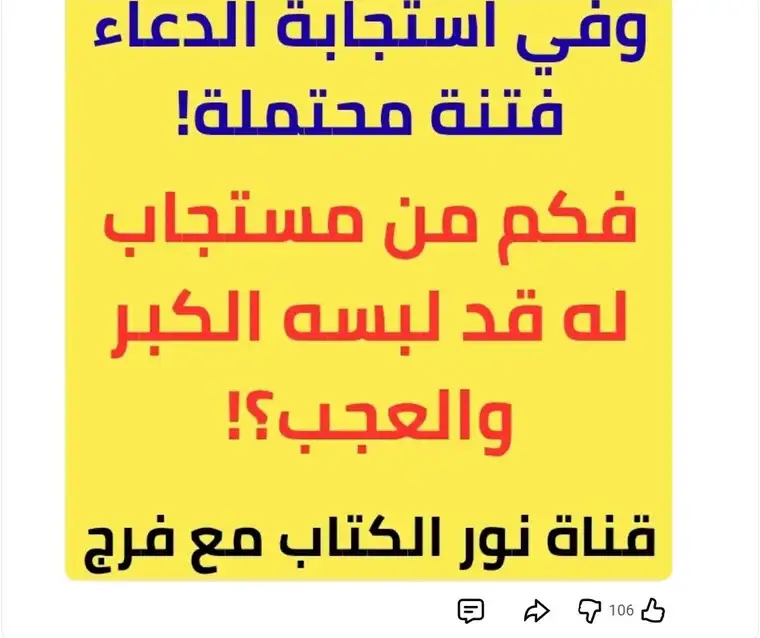 وفي استجابة الدعاء
فتنة محتملة!
فكم من مستجاب
له قد لبسه الكبر
والعجب؟!
قناة نور الكتاب مع فرج
106